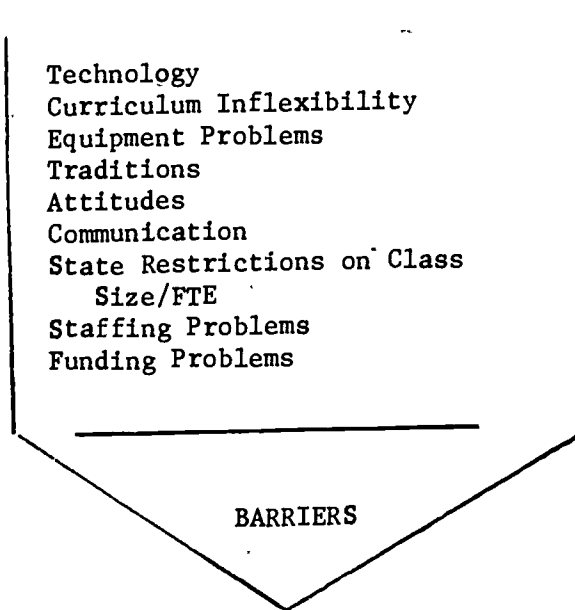 Technology
Curriculum Inflexibility
Equipment Problems
Traditions
Attitudes
Communication
State Restrictions on Class
Size/FTE
Staffing Problems
Funding Problems
BARRIERS